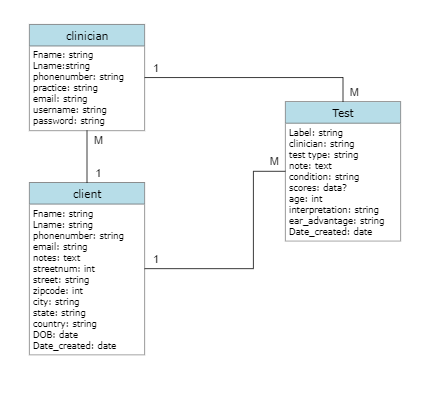 clinician
Fname: string
Lname:string
phonenumber: string
practice: string
email: string
username: string
password: string
1
M
M
1
Test
Label: string
clinician: string
test type: string
note: text
condition: string
scores: data?
age: int
interpretation: string
ear_advantage: string
Date_created: date
M
client
Fname: string
Lname: string
phonenumber: string
email: string
notes: text
streetnum: int
street: string
zipcode: int
city: string
state: string
country: string
DOB: date
Date_created: date
1